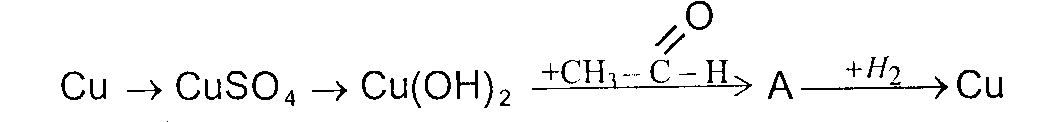 O
Cu → CuSO₄ → Cu(OH)₂ +CH₃–C–H → A +H₂ → Cu